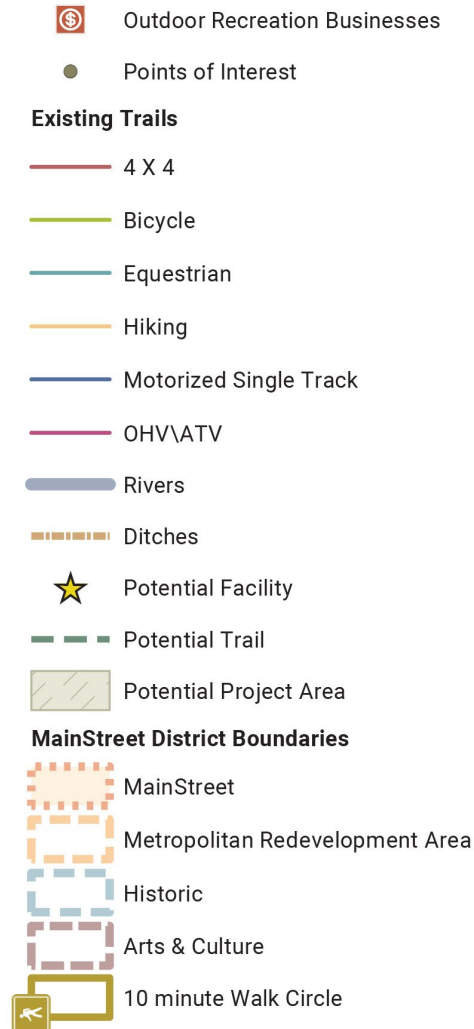 $ Outdoor Recreation Businesses
Points of Interest
Existing Trails
4 X 4
Bicycle
Equestrian
Hiking
Motorized Single Track
OHV\ATV
Rivers
Ditches
Potential Facility
Potential Trail
Potential Project Area
MainStreet District Boundaries
MainStreet
Metropolitan Redevelopment Area
Historic
Arts & Culture
10 minute Walk Circle